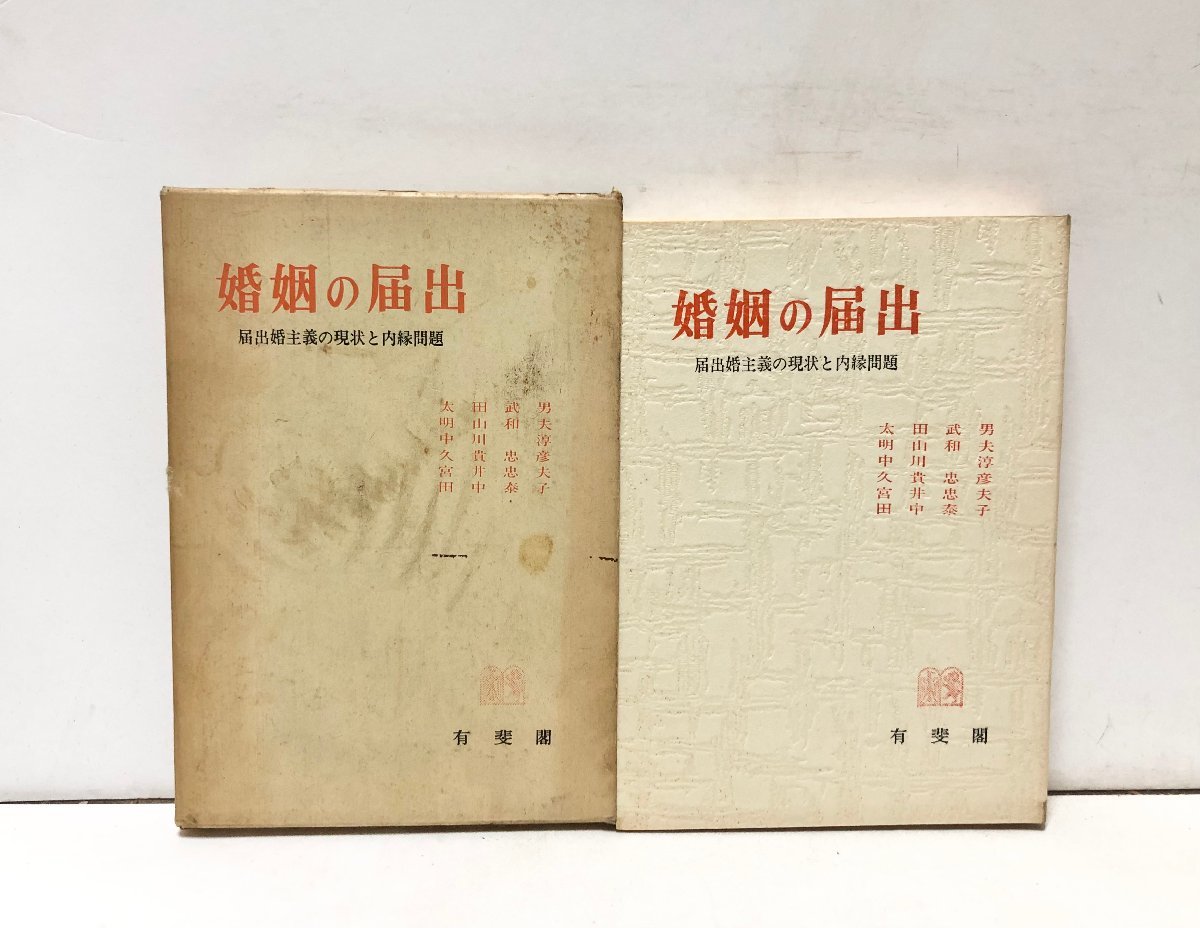 婚姻の届出
届出婚主義の現状と内縁問題
太田武男
明山和夫
中川淳
久貴忠彦
宮井忠夫
田中泰子
有斐閣
婚姻の届出
届出婚主義の現状と内縁問題
太田武男
明山和夫
中川淳
久貴忠彦
宮井忠夫
田中泰子
有斐閣